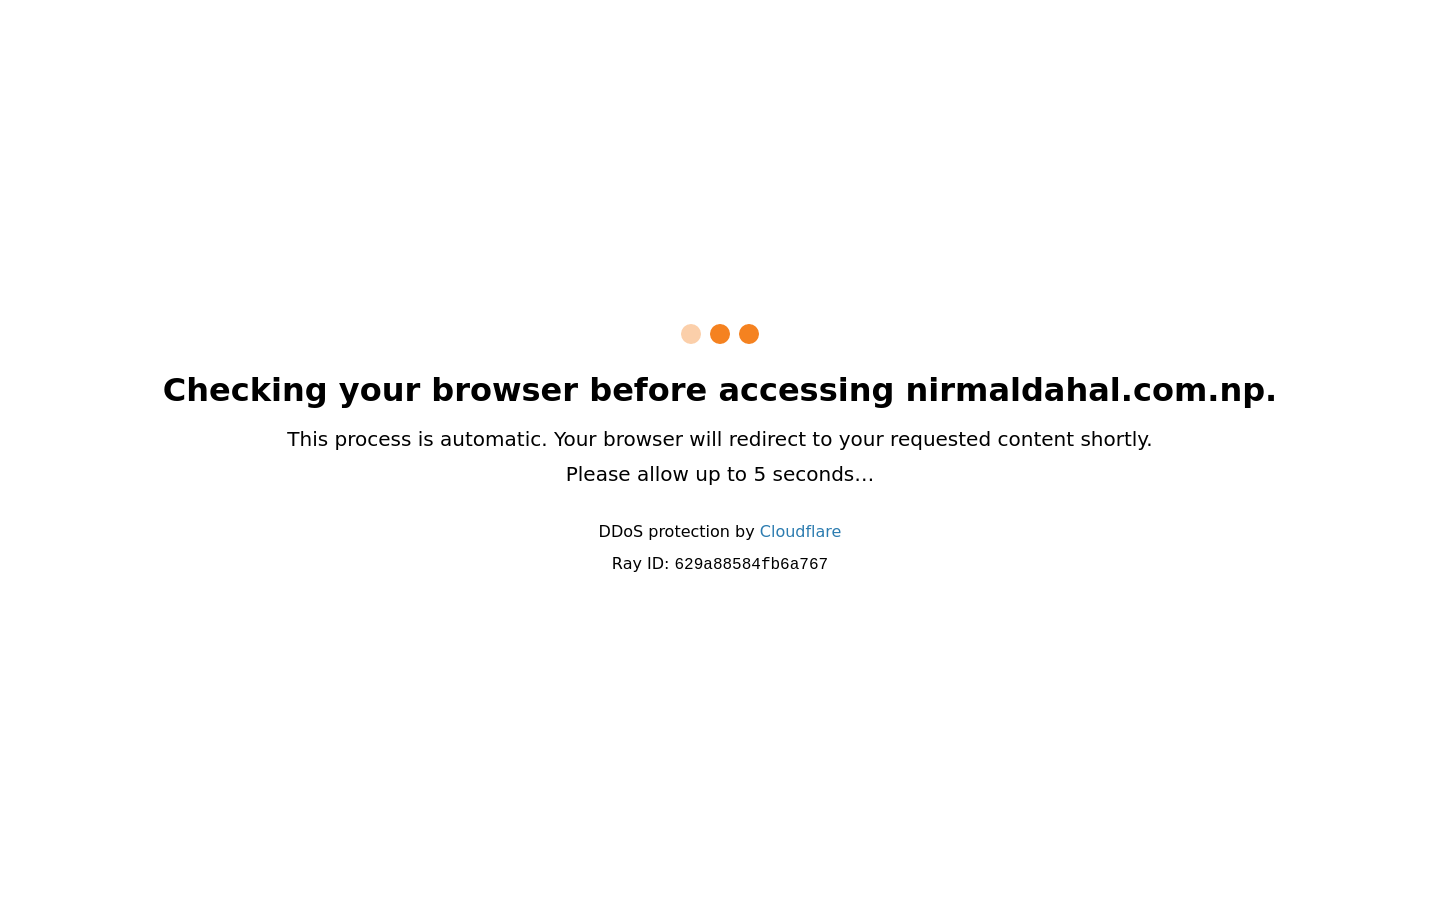 Checking your browser before accessing nirmaldahal.com.np.
This process is automatic. Your browser will redirect to your requested content shortly.
Please allow up to 5 seconds…
DDoS protection by Cloudflare
Ray ID: 629a88584fb6a767